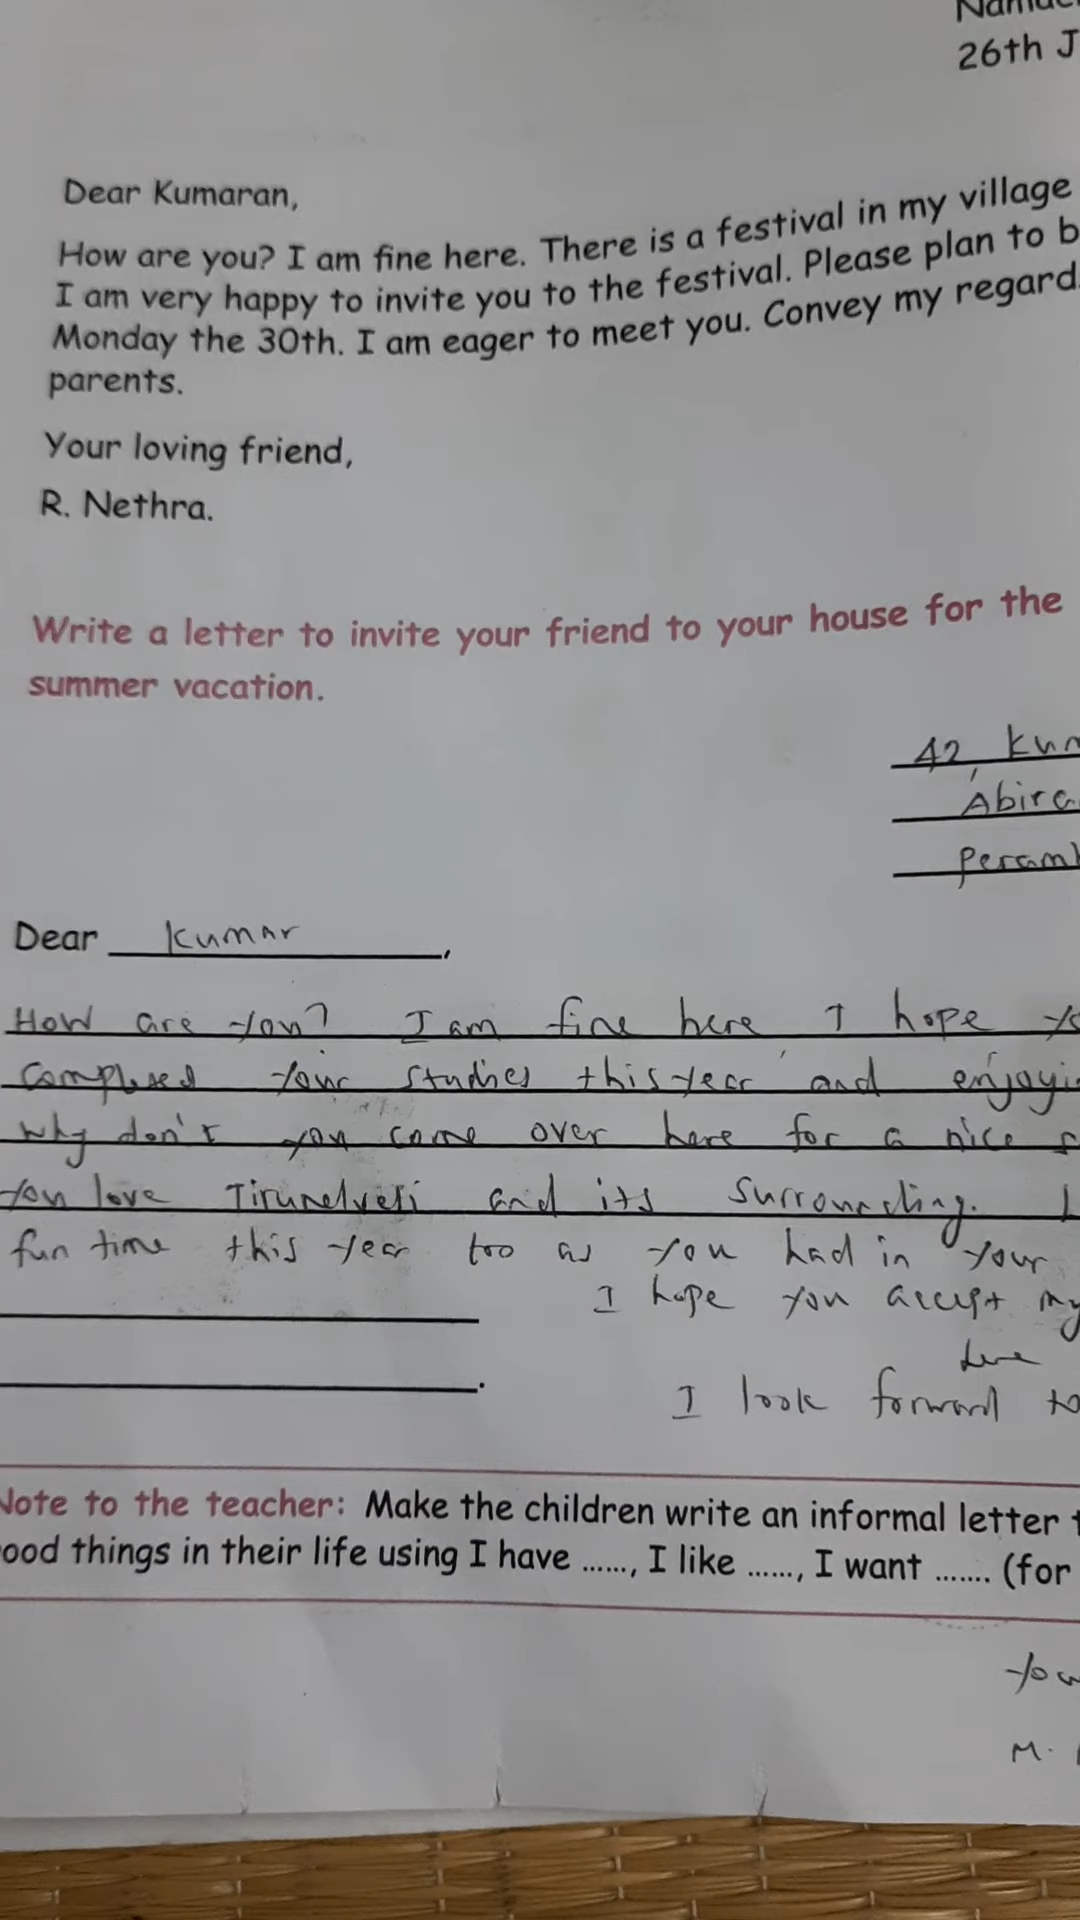 26th J
Dear Kumaran,
How are you? I am fine here. There is a festival in my village
I am very happy to invite you to the festival. Please plan to b
Monday the 30th. I am eager to meet you. Convey my regard
parents.
Your loving friend,
R. Nethra.
Write a letter to invite your friend to your house for the
summer vacation.
42, Kum
Abira
Peramb
Dear Kumar,
How are you? I am fine here I hope yo
your studies this year and enjoyi
why don't you come over here for a nice s
You love Tirunelveli and its surrounding. I
fun time this year too as you had in your
I hope you accept my
I look forward to
Note to the teacher: Make the children write an informal letter t
ood things in their life using I have ......, I like ......, I want ....... (for
You
M.